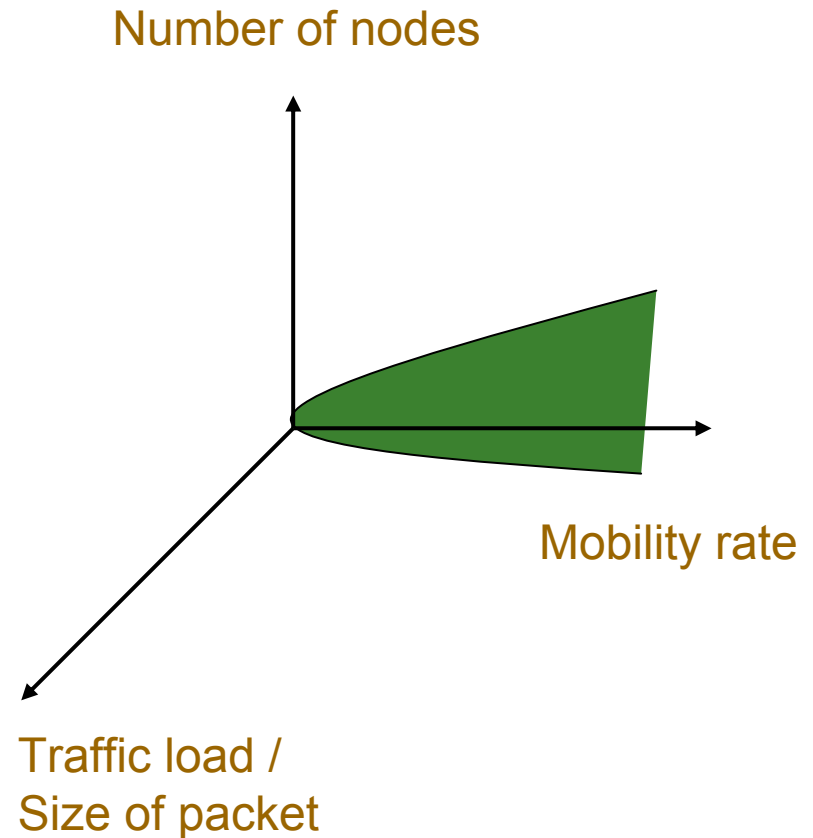 Number of nodes
Mobility rate
Traffic load /
Size of packet